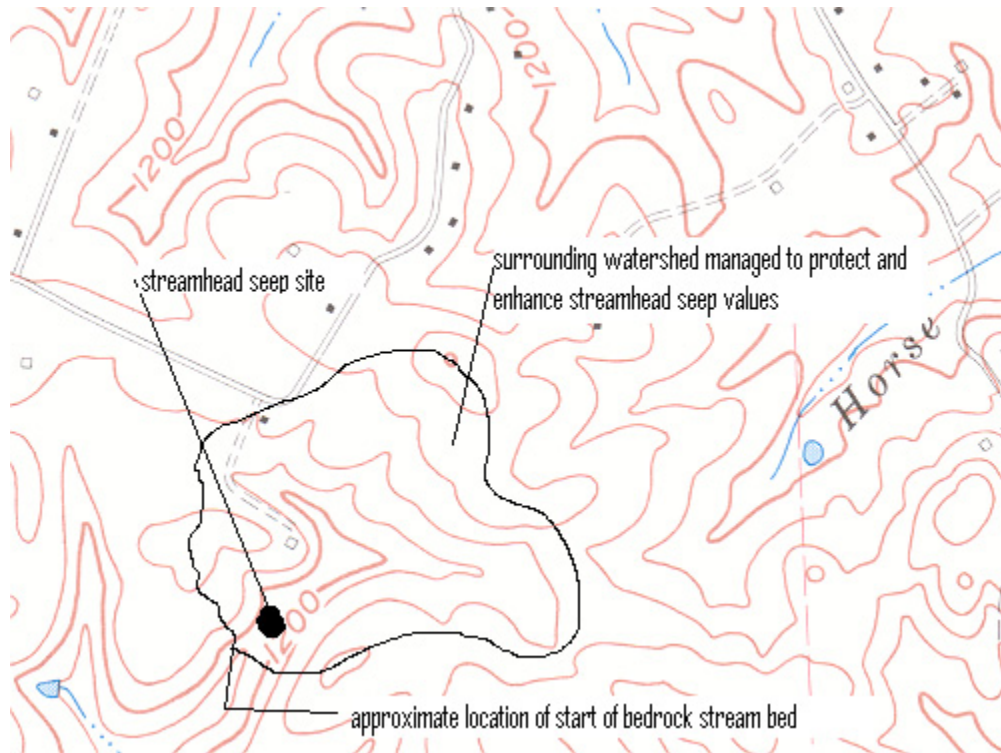 1200
1200
streamhead seep site
surrounding watershed managed to protect and
enhance streamhead seep values
Horse
1200
approximate location of start of bedrock stream bed